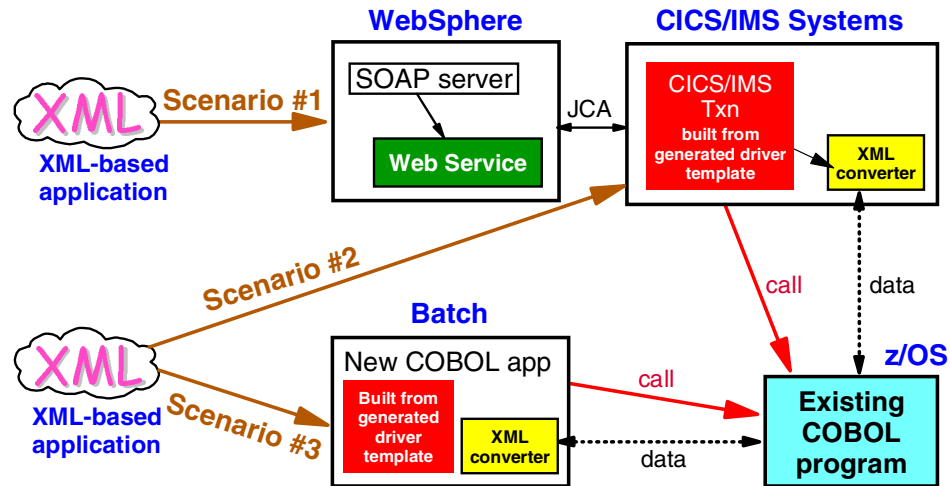 WebSphere
CICS/IMS Systems
XML
XML-based
application
Scenario #1
SOAP server
Web Service
JCA
CICS/IMS
Txn
built from
generated driver
template
XML
converter
Scenario #2
call
data
Batch
z/OS
XML
XML-based
application
Scenario #3
New COBOL app
Built from
generated
driver
template
XML
converter
call
data
Existing
COBOL
program